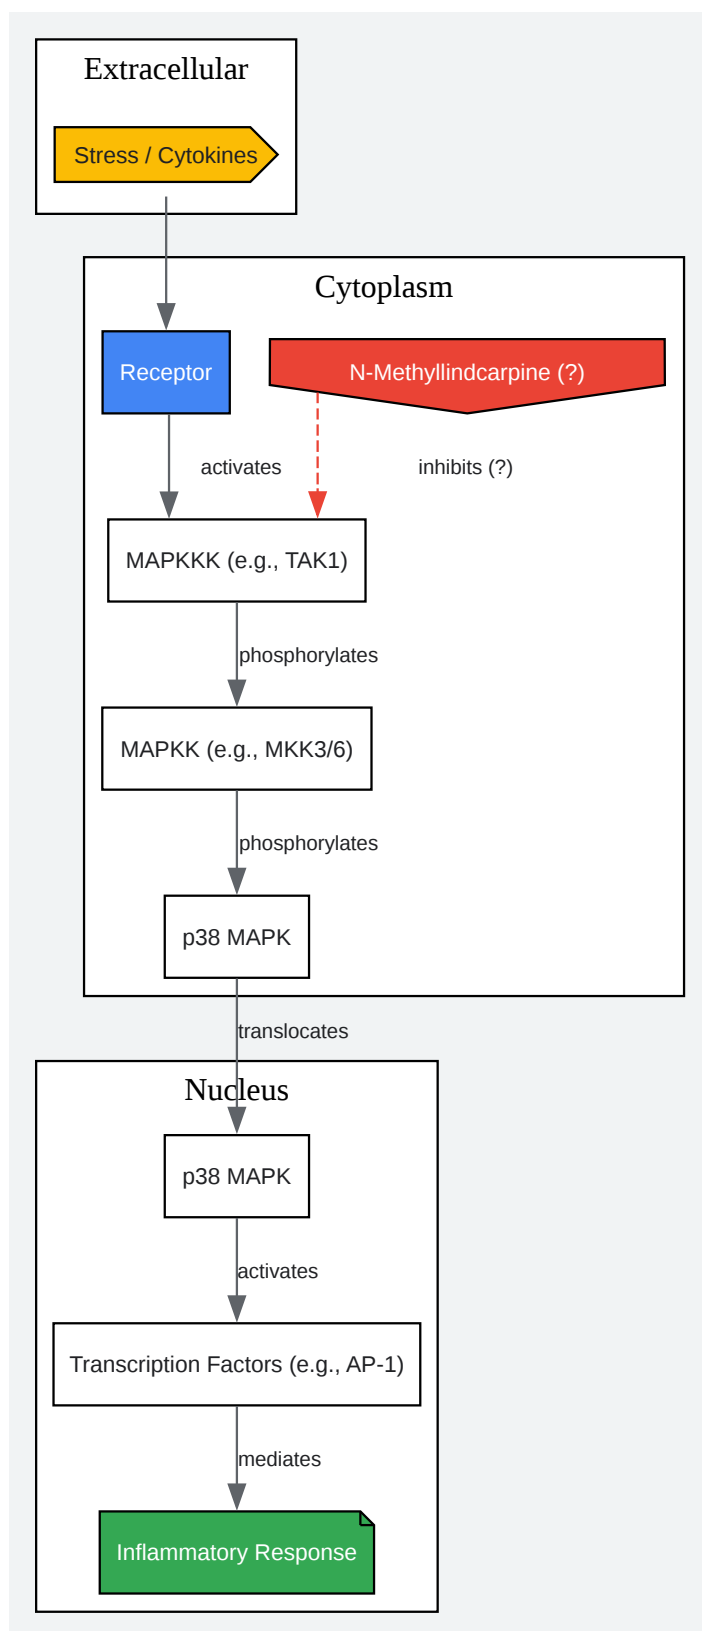 Extracellular
Stress / Cytokines
Cytoplasm
Receptor
N-Methyllindcarpine (?)
activates
inhibits (?)
MAPKKK (e.g., TAK1)
phosphorylates
MAPKK (e.g., MKK3/6)
phosphorylates
p38 MAPK
translocates
Nucleus
p38 MAPK
activates
Transcription Factors (e.g., AP-1)
mediates
Inflammatory Response